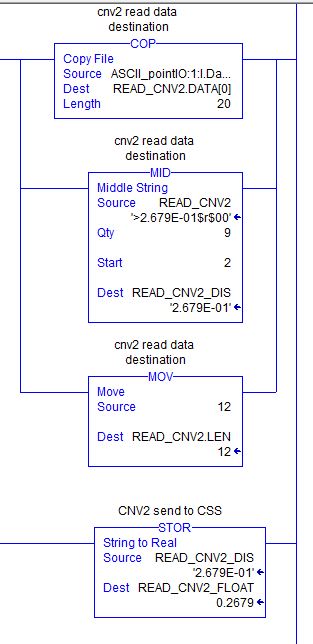 cnv2 read data
destination
COP
Copy File
Source ASCII_pointIO:1:I.Da...
Dest READ_CNV2.DATA[0]
Length 20
cnv2 read data
destination
MID
Middle String
Source READ_CNV2
'>2.679E-01$r$00'
Qty 9
Start 2
Dest READ_CNV2_DIS
'2.679E-01'
cnv2 read data
destination
MOV
Move
Source 12
Dest READ_CNV2.LEN
12
CNV2 send to CSS
STOR
String to Real
Source READ_CNV2_DIS
'2.679E-01'
Dest READ_CNV2_FLOAT
0.2679